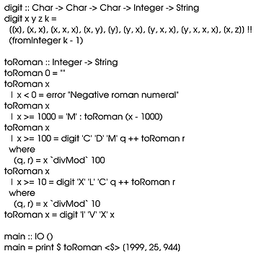 digit :: Char -> Char -> Char -> Integer -> String
digit x y z k =
  [[x], [x, x], [x, x, x], [x, y], [y], [y, x], [y, x, x], [y, x, x, x], [x, z]] !!
  (fromInteger k - 1)

toRoman :: Integer -> String
toRoman 0 = ""
toRoman x
  | x < 0 = error "Negative roman numeral"
toRoman x
  | x >= 1000 = 'M' : toRoman (x - 1000)
toRoman x
  | x >= 100 = digit 'C' 'D' 'M' q ++ toRoman r
  where
    (q, r) = x `divMod` 100
toRoman x
  | x >= 10 = digit 'X' 'L' 'C' q ++ toRoman r
  where
    (q, r) = x `divMod` 10
toRoman x = digit 'I' 'V' 'X' x

main :: IO ()
main = print $ toRoman <$> [1999, 25, 944]